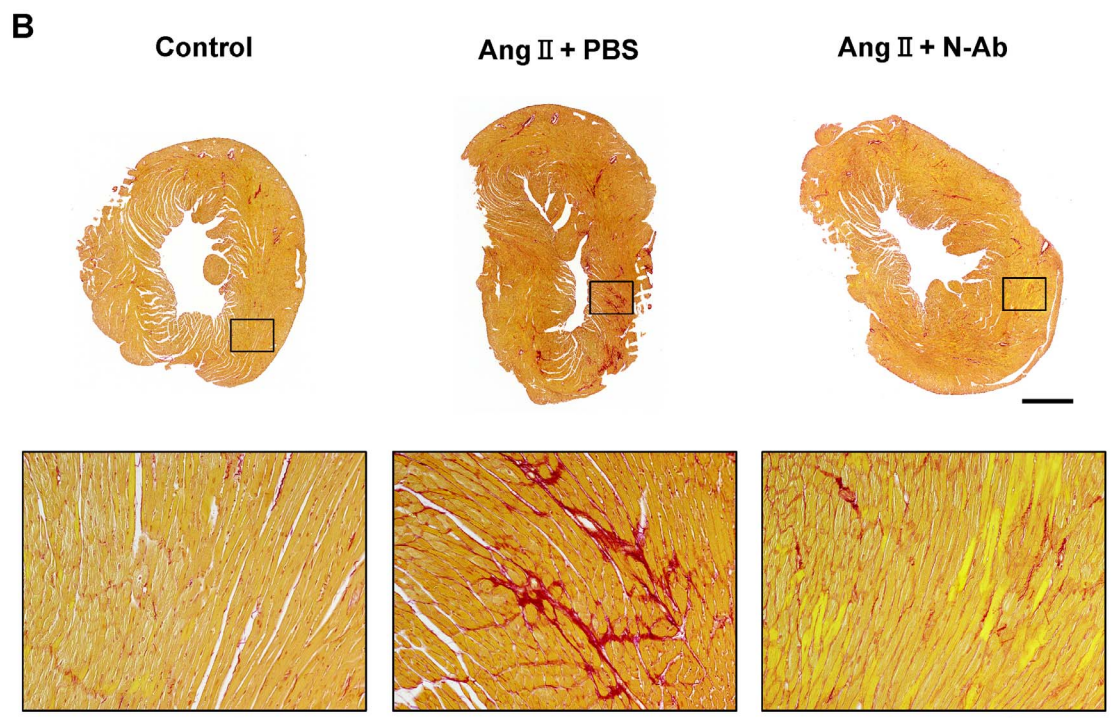 B
Control
Ang Ⅱ + PBS
Ang Ⅱ + N-Ab